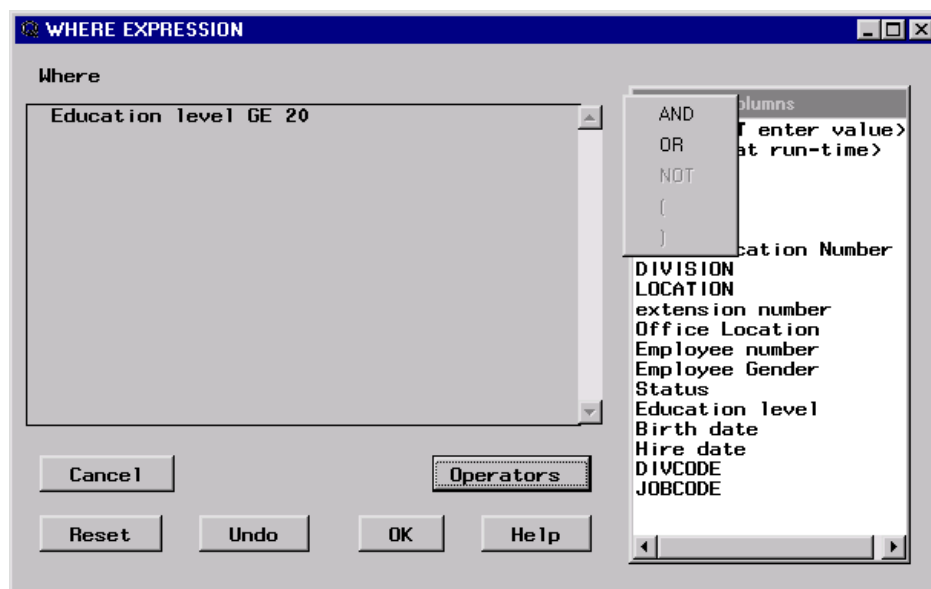 WHERE EXPRESSION
Where
Education level GE 20
AND
OR
NOT
(
)
enter value>
at run-time>
Number
DIVISION
LOCATION
extension number
Office Location
Employee number
Employee Gender
Status
Education level
Birth date
Hire date
DIVCODE
JOBCODE
Cancel
Operators
Reset
Undo
OK
Help